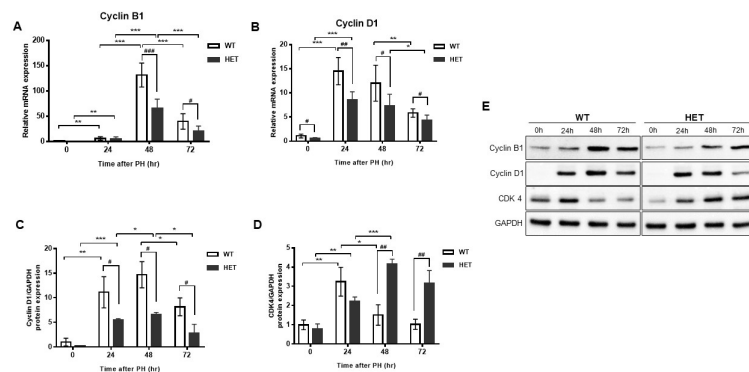 A
Cyclin B1
Relative mRNA expression
200
150
100
50
0
***
***
***
***
###
**
**
#
WT
HET
0
24
48
72
Time after PH (hr)
B
Cyclin D1
Relative mRNA expression
20
15
10
5
0
***
***
##
**
*
#
#
#
WT
HET
0
24
48
72
Time after PH (hr)
C
Cyclin D1/GAPDH
protein expression
20
15
10
5
0
***
**
*
*
*
#
#
#
WT
HET
0
24
48
72
Time after PH (hr)
D
CDK4/GAPDH
protein expression
6
5
4
3
2
1
0
***
**
*
**
##
##
WT
HET
0
24
48
72
Time after PH (hr)
E
WT
HET
0h 24h 48h 72h
0h 24h 48h 72h
Cyclin B1
Cyclin D1
CDK 4
GAPDH